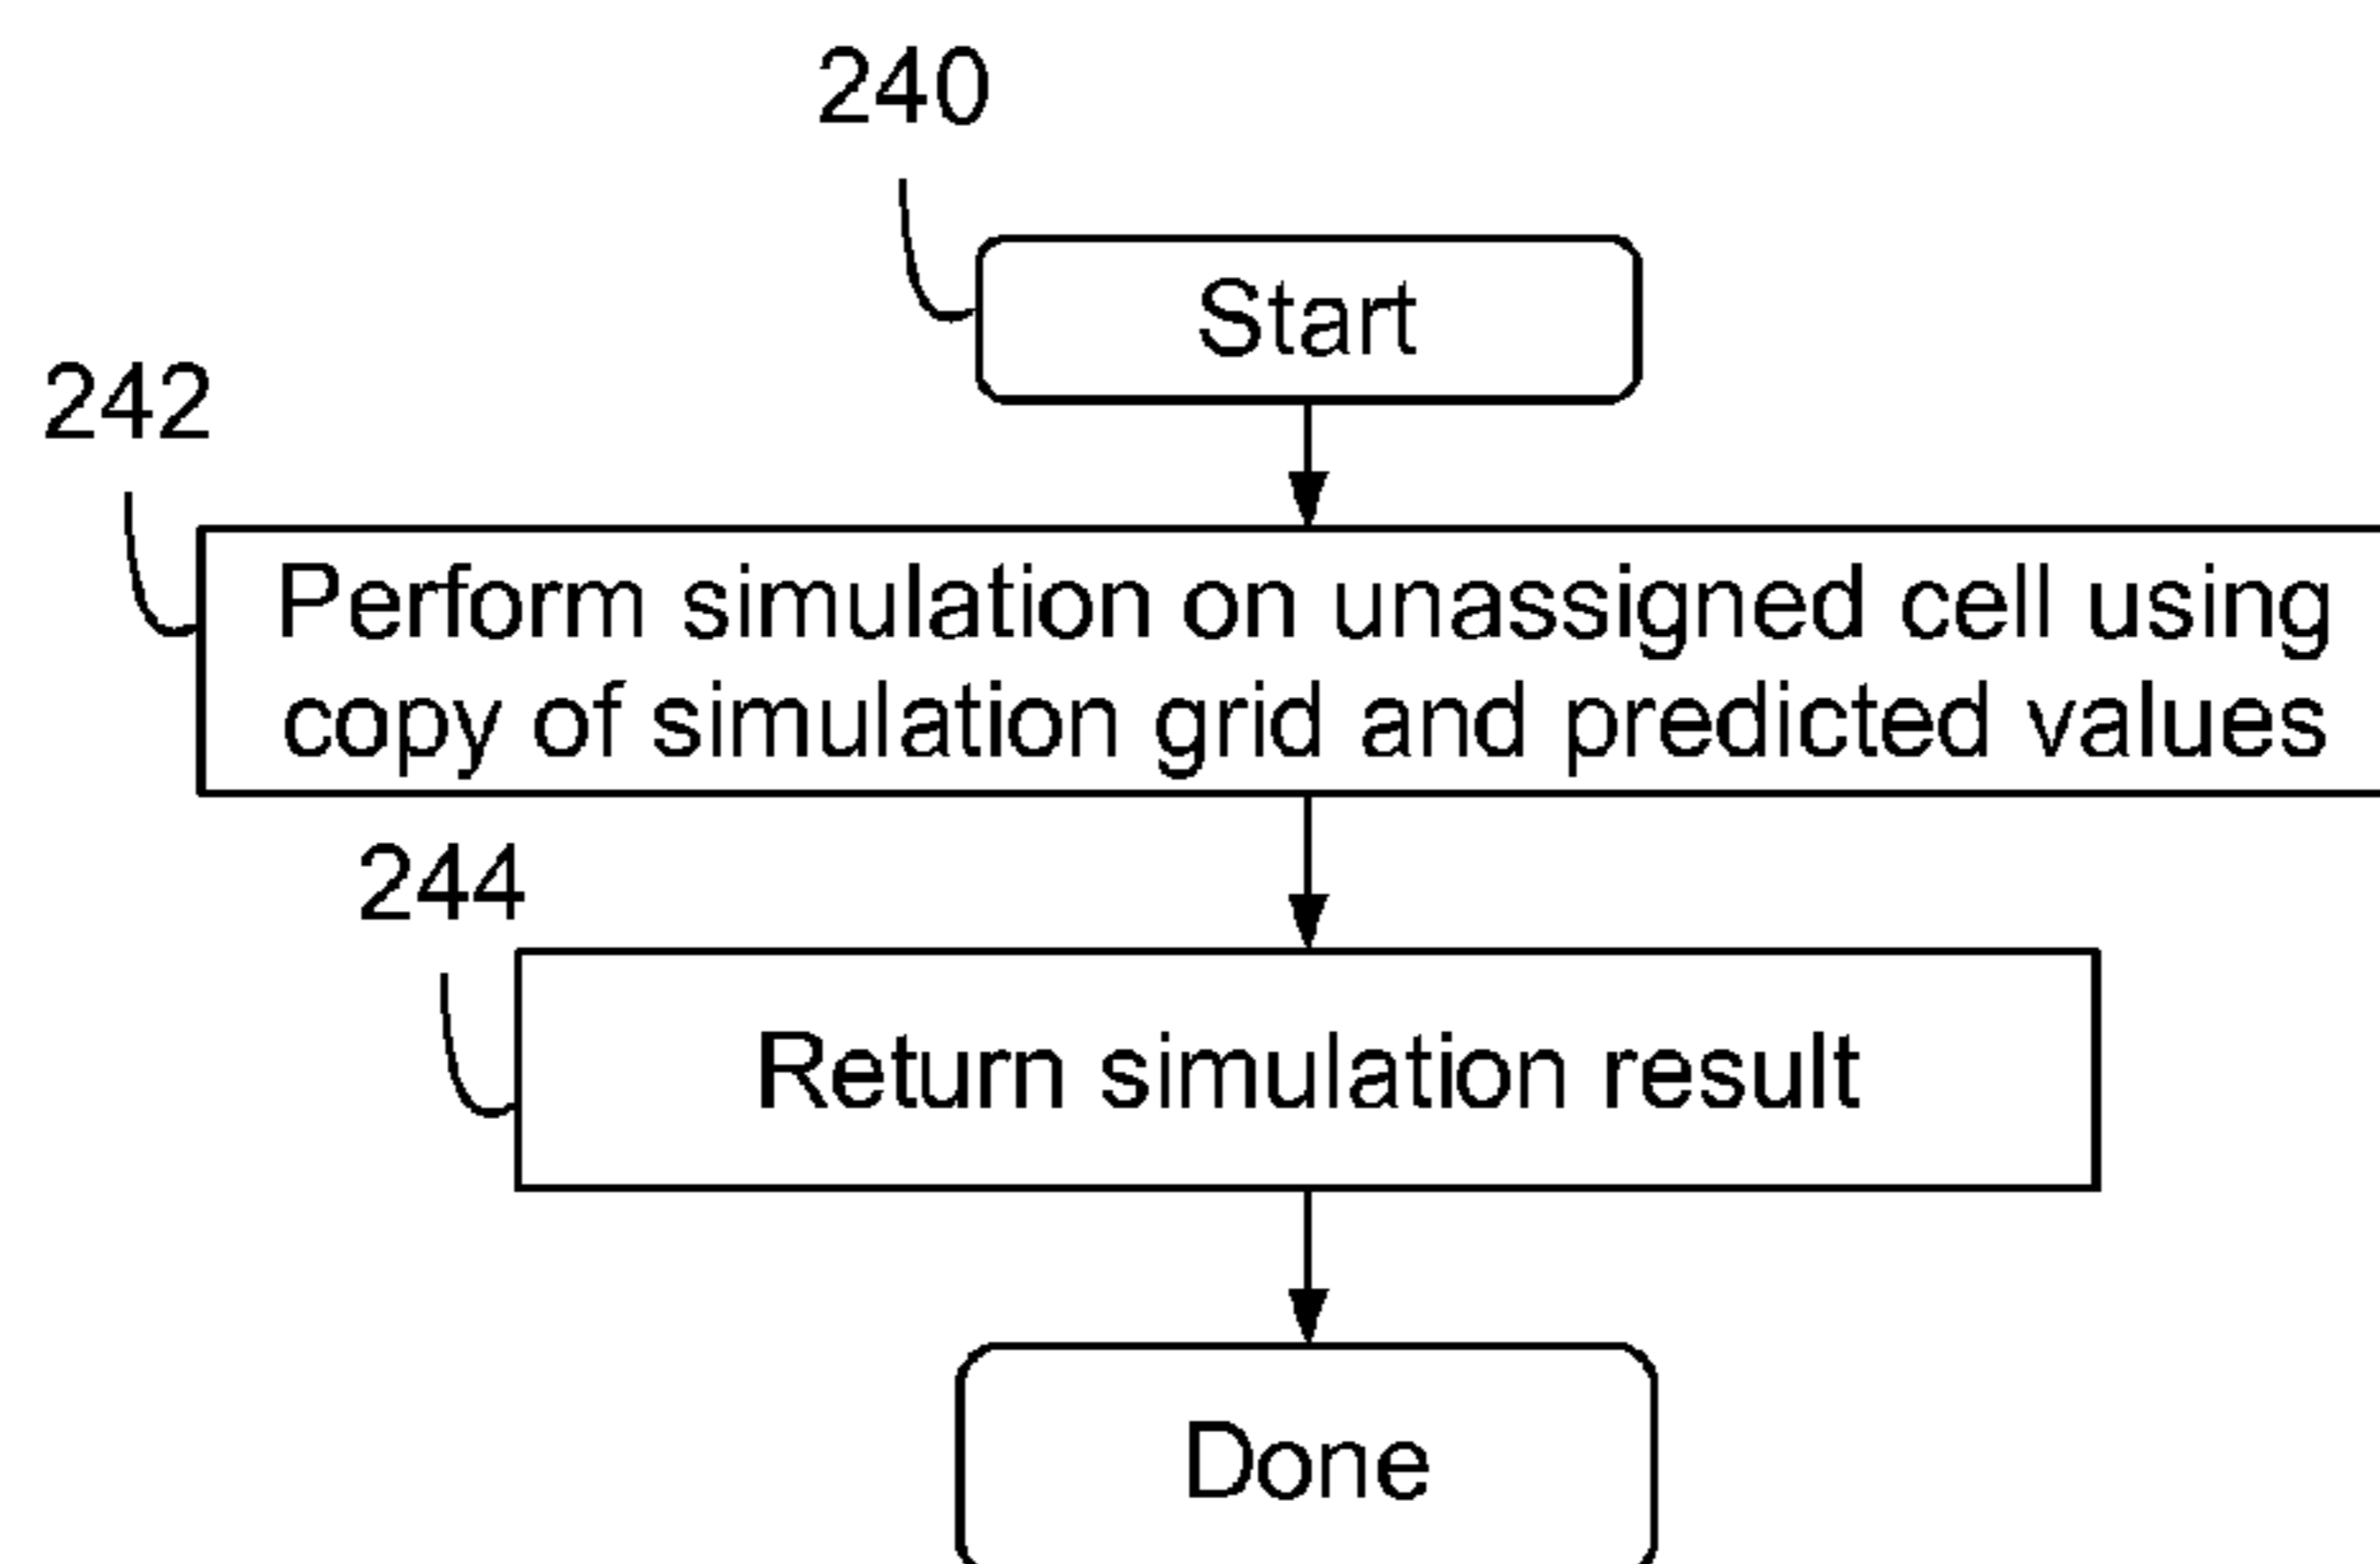 240
Start
242
Perform simulation on unassigned cell using
copy of simulation grid and predicted values
244
Return simulation result
Done